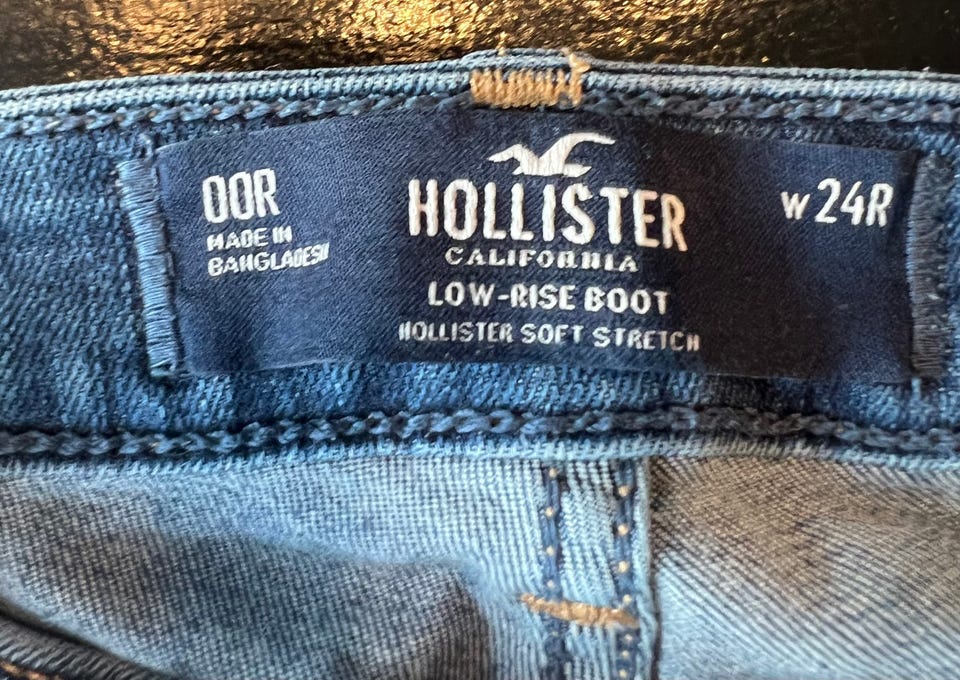 00R
MADE IN
BANGLADESH
HOLLISTER
CALIFORNIA
LOW-RISE BOOT
HOLLISTER SOFT STRETCH
W 24R